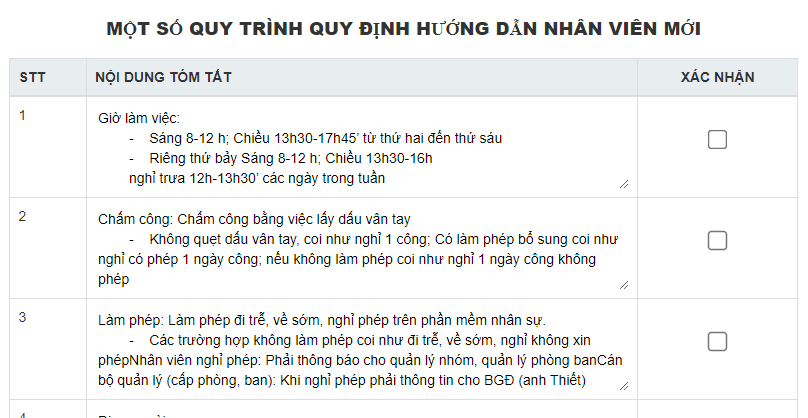 MỘT SỐ QUY TRÌNH QUY ĐỊNH HƯỚNG DẪN NHÂN VIÊN MỚI
STT NỘI DUNG TÓM TẮT XÁC NHẬN
1
Giờ làm việc:
- Sáng 8-12 h; Chiều 13h30-17h45’ từ thứ hai đến thứ sáu
- Riêng thứ bảy Sáng 8-12 h; Chiều 13h30-16h
nghỉ trưa 12h-13h30’ các ngày trong tuần
2
Chấm công: Chấm công bằng việc lấy dấu vân tay
- Không quẹt dấu vân tay, coi như nghỉ 1 công; Có làm phép bổ sung coi như
nghỉ có phép 1 ngày công; nếu không làm phép coi như nghỉ 1 ngày công không
phép
3
Làm phép: Làm phép đi trễ, về sớm, nghỉ phép trên phần mềm nhân sự.
- Các trường hợp không làm phép coi như đi trễ, về sớm, nghỉ không xin
phépNhân viên nghỉ phép: Phải thông báo cho quản lý nhóm, quản lý phòng banCán
bộ quản lý (cấp phòng, ban): Khi nghỉ phép phải thông tin cho BGĐ (anh Thiết)